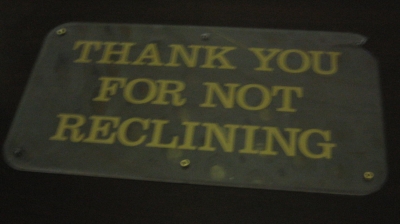 THANK YOU
FOR NOT
RECLINING